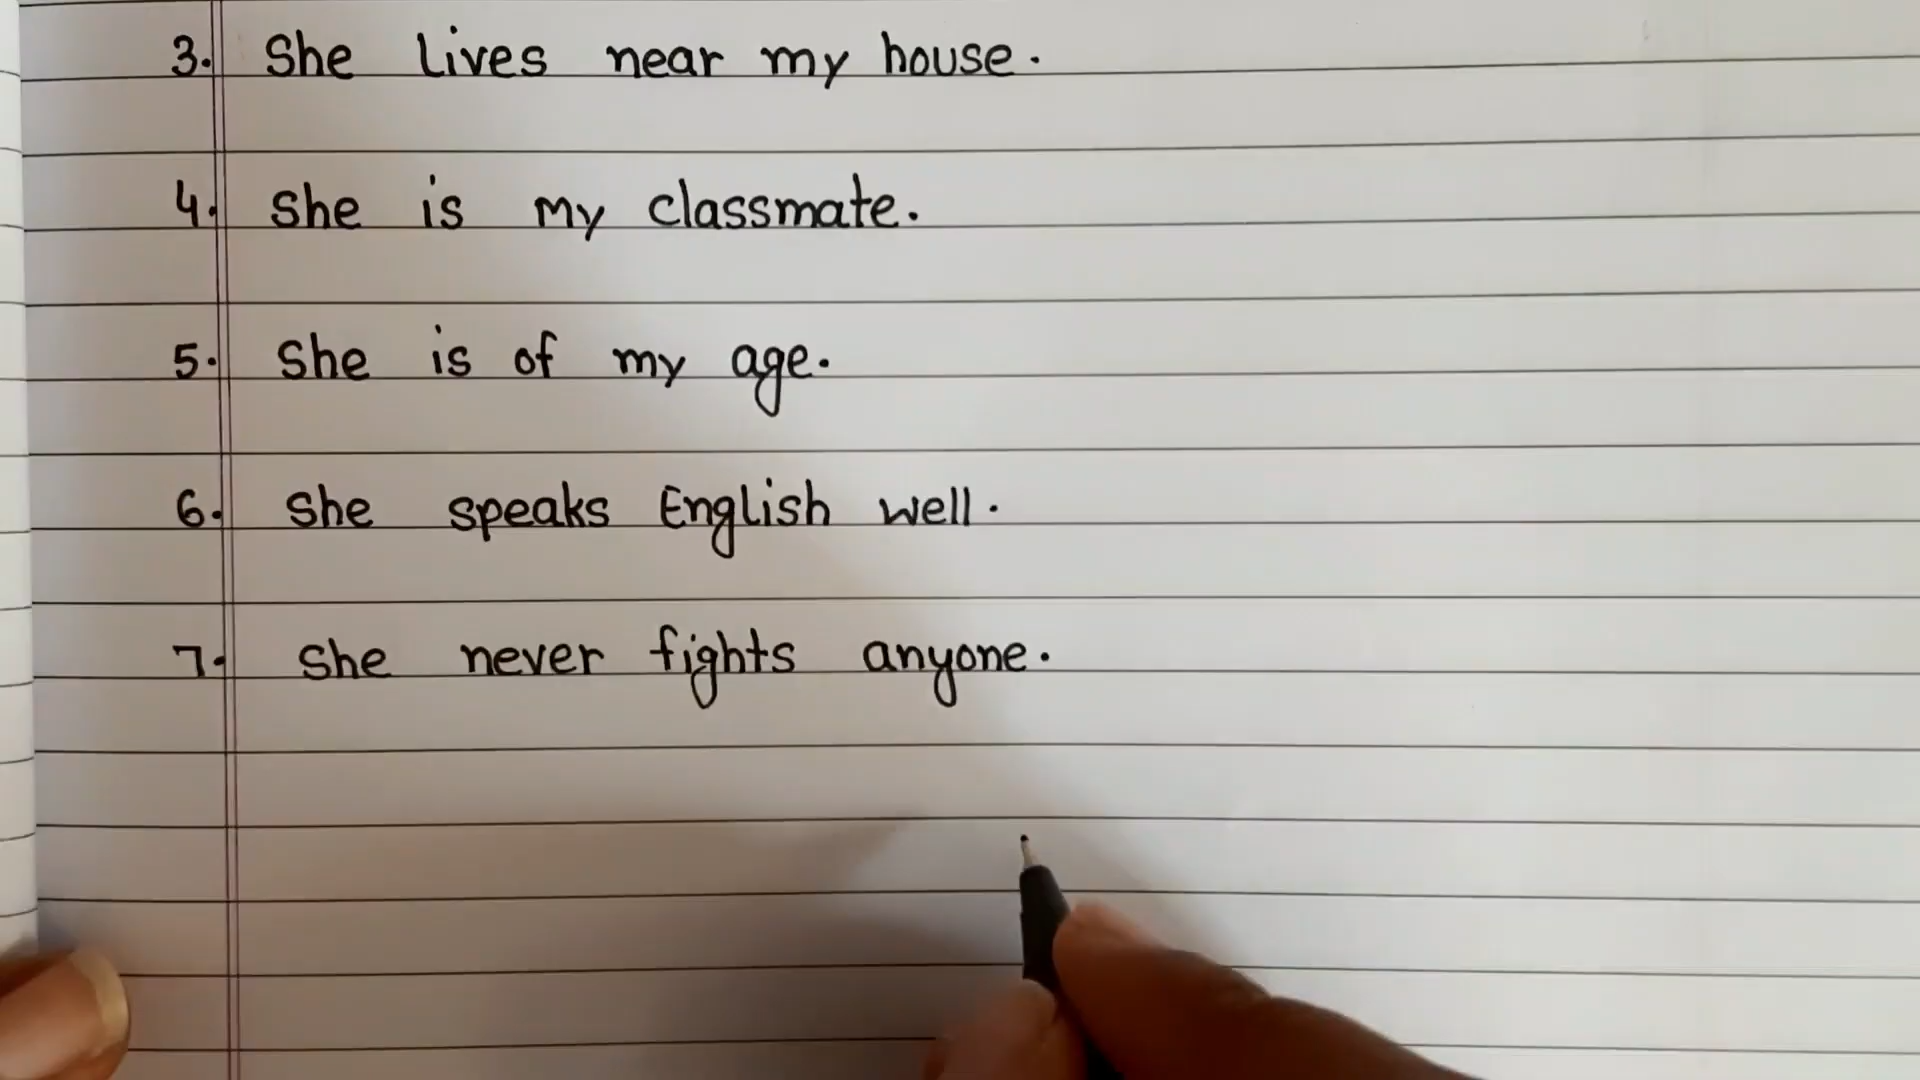 3. She lives near my house.
4. She is my classmate.
5. She is of my age.
6. She speaks English well.
7. She never fights anyone.